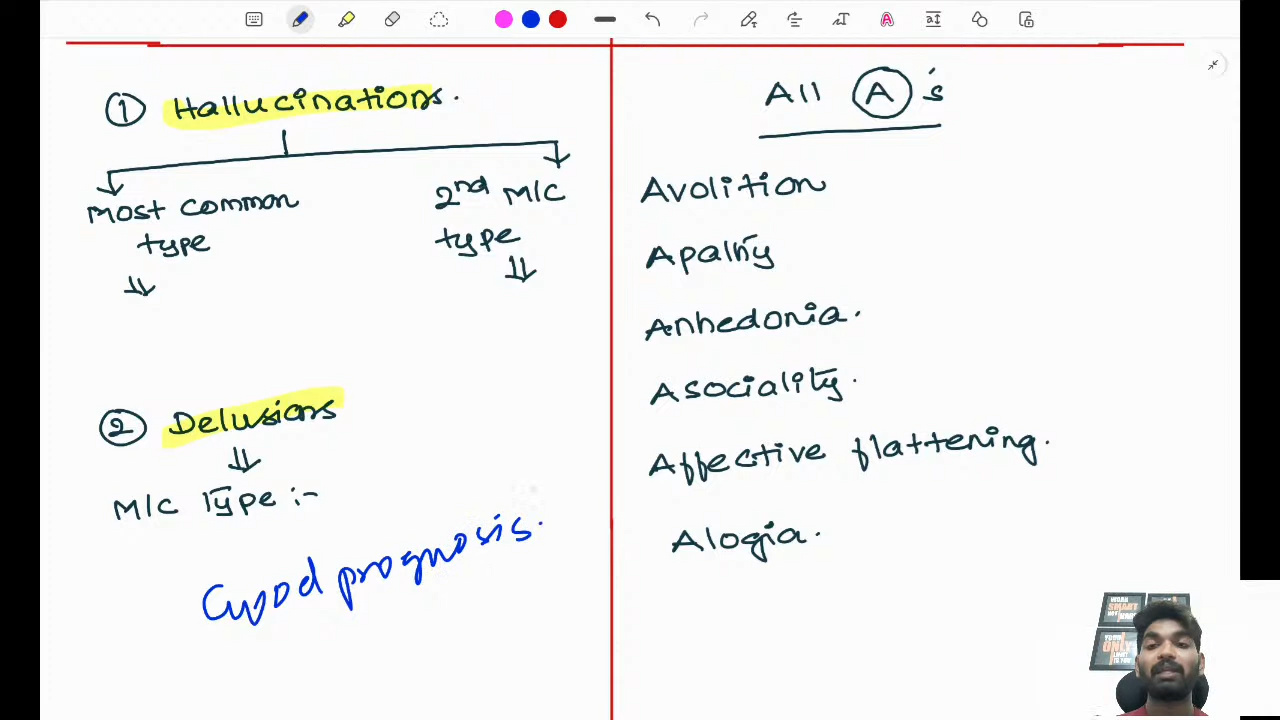 ① Hallucinations.
Most common type
2nd M/C type
② Delusions
M/C Type :-
Good prognosis.
All A's
Avolition
Apathy
Anhedonia.
Asociality.
Affective flattening.
Alogia.